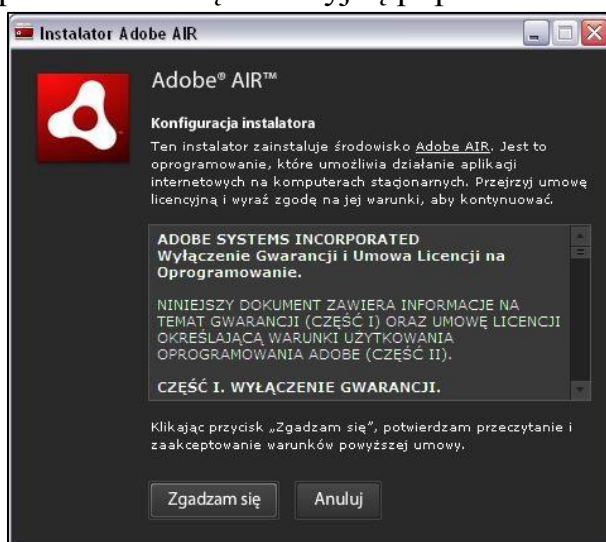 Instalator Adobe AIR
Adobe® AIR™
Konfiguracja instalatora
Ten instalator zainstaluje środowisko Adobe AIR. Jest to
oprogramowanie, które umożliwia działanie aplikacji
internetowych na komputerach stacjonarnych. Przejrzyj umowę
licencyjną i wyraź zgodę na jej warunki, aby kontynuować.
ADOBE SYSTEMS INCORPORATED
Wyłączenie Gwarancji i Umowa Licencji na
Oprogramowanie.
NINIEJSZY DOKUMENT ZAWIERA INFORMACJE NA
TEMAT GWARANCJI (CZĘŚĆ I) ORAZ UMOWĘ LICENCJI
OKREŚLAJĄCĄ WARUNKI UŻYTKOWANIA
OPROGRAMOWANIA ADOBE (CZĘŚĆ II).
CZĘŚĆ I. WYŁĄCZENIE GWARANCJI.
Klikając przycisk „Zgadzam się”, potwierdzam przeczytanie i
zaakceptowanie warunków powyższej umowy.
Zgadzam się Anuluj